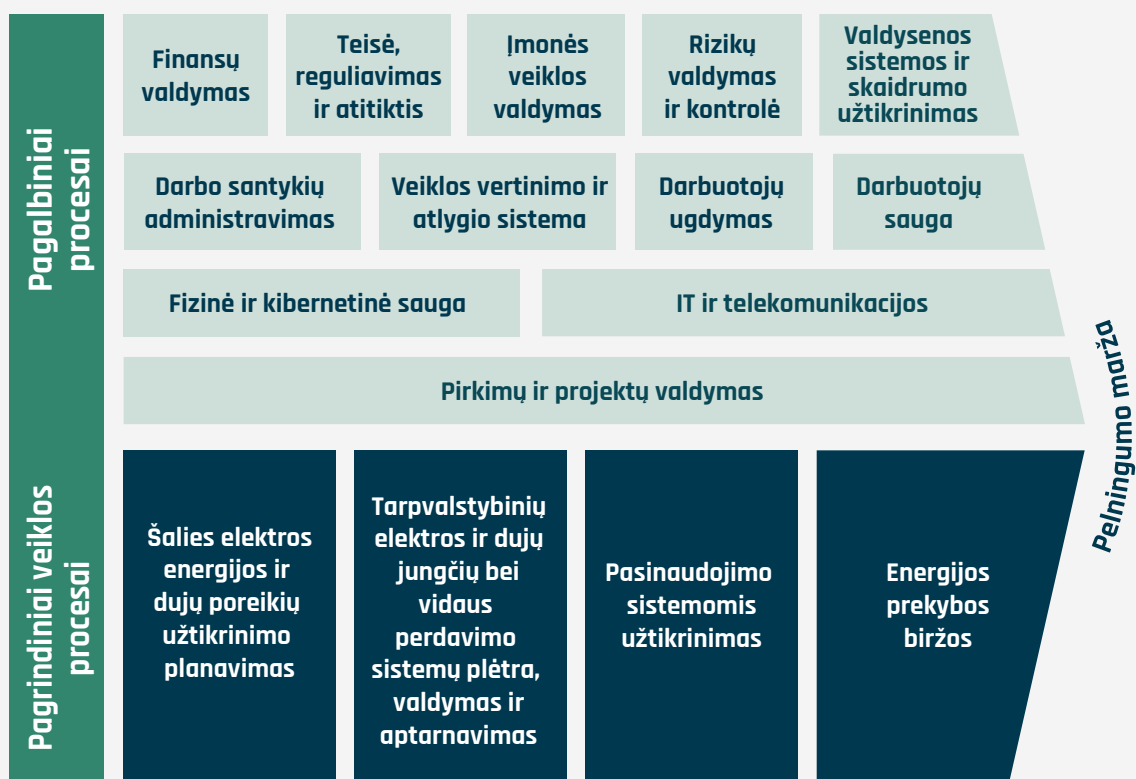 Pagalbiniai
procesai
Finansų
valdymas
Teisė,
reguliavimas
ir atitiktis
Įmonės
veiklos
valdymas
Rizikų
valdymas
ir kontrolė
Valdysenos
sistemos ir
skaidrumo
užtikrinimas
Darbo santykių
administravimas
Veiklos vertinimo ir
atlygio sistema
Darbuotojų
ugdymas
Darbuotojų
sauga
Fizinė ir kibernetinė sauga
IT ir telekomunikacijos
Pirkimų ir projektų valdymas
Pagrindiniai veiklos
procesai
Šalies elektros
energijos ir
dujų poreikių
užtikrinimo
planavimas
Tarpvalstybinių
elektros ir dujų
jungčių bei
vidaus
perdavimo
sistemų plėtra,
valdymas ir
aptarnavimas
Pasinaudojimo
sistemomis
užtikrinimas
Energijos
prekybos
biržos
Pelningumo marža